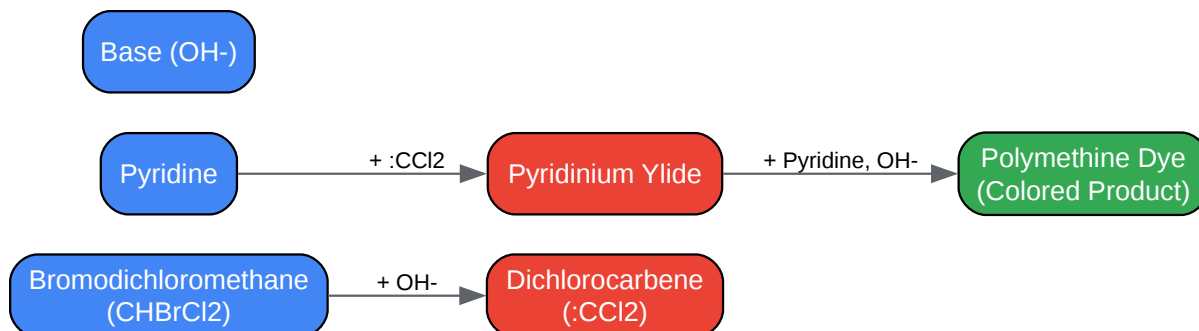 Base (OH-)
Pyridine
+ :CCl2
Pyridinium Ylide
+ Pyridine, OH-
Polymethine Dye
(Colored Product)
Bromodichloromethane
(CHBrCl2)
+ OH-
Dichlorocarbene
(:CCl2)